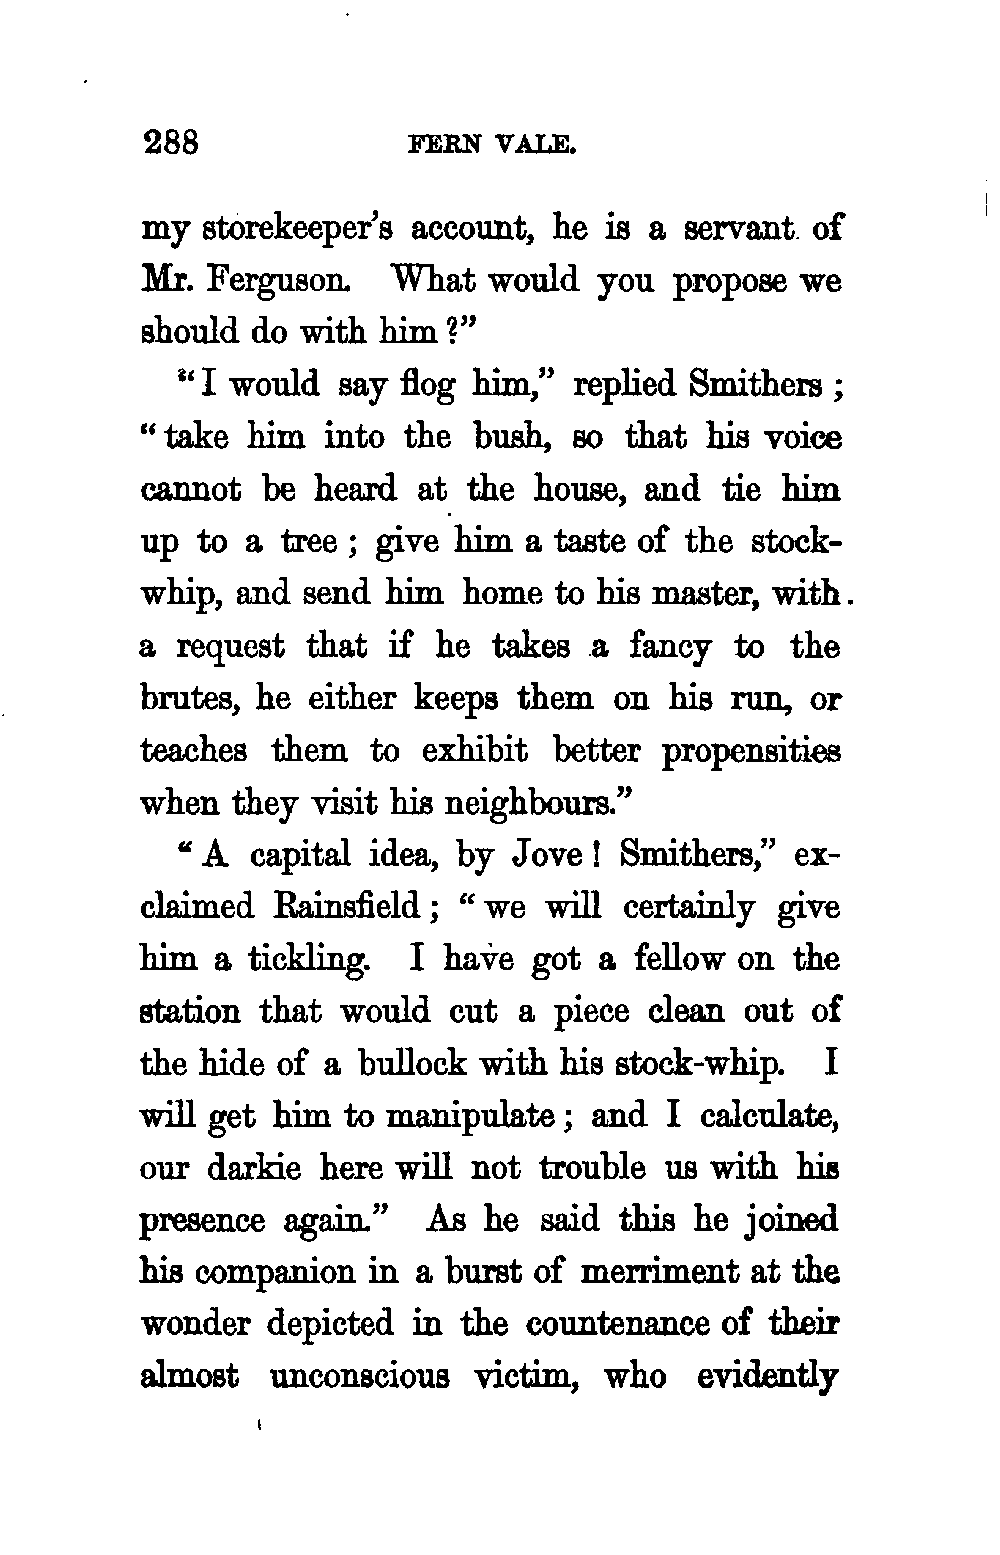 288 FERN VALE.
my storekeeper's account, he is a servant of
Mr. Ferguson. What would you propose we
should do with him?"
"I would say flog him," replied Smithers;
"take him into the bush, so that his voice
cannot be heard at the house, and tie him
up to a tree; give him a taste of the stock-
whip, and send him home to his master, with
a request that if he takes a fancy to the
brutes, he either keeps them on his run, or
teaches them to exhibit better propensities
when they visit his neighbours."
"A capital idea, by Jove! Smithers," ex-
claimed Rainsfield; "we will certainly give
him a tickling. I have got a fellow on the
station that would cut a piece clean out of
the hide of a bullock with his stock-whip. I
will get him to manipulate; and I calculate,
our darkie here will not trouble us with his
presence again." As he said this he joined
his companion in a burst of merriment at the
wonder depicted in the countenance of their
almost unconscious victim, who evidently